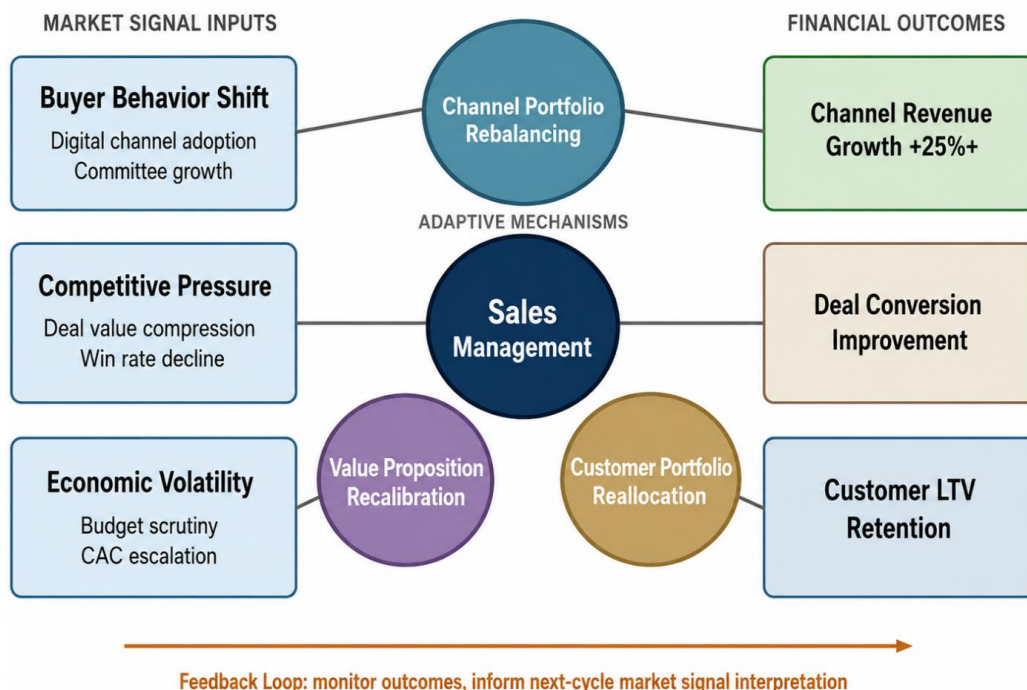 MARKET SIGNAL INPUTS
FINANCIAL OUTCOMES
Buyer Behavior Shift
Digital channel adoption
Committee growth
Channel Portfolio
Rebalancing
Channel Revenue
Growth +25%+
ADAPTIVE MECHANISMS
Competitive Pressure
Deal value compression
Win rate decline
Sales
Management
Deal Conversion
Improvement
Economic Volatility
Budget scrutiny
CAC escalation
Value Proposition
Recalibration
Customer Portfolio
Reallocation
Customer LTV
Retention
Feedback Loop: monitor outcomes, inform next-cycle market signal interpretation